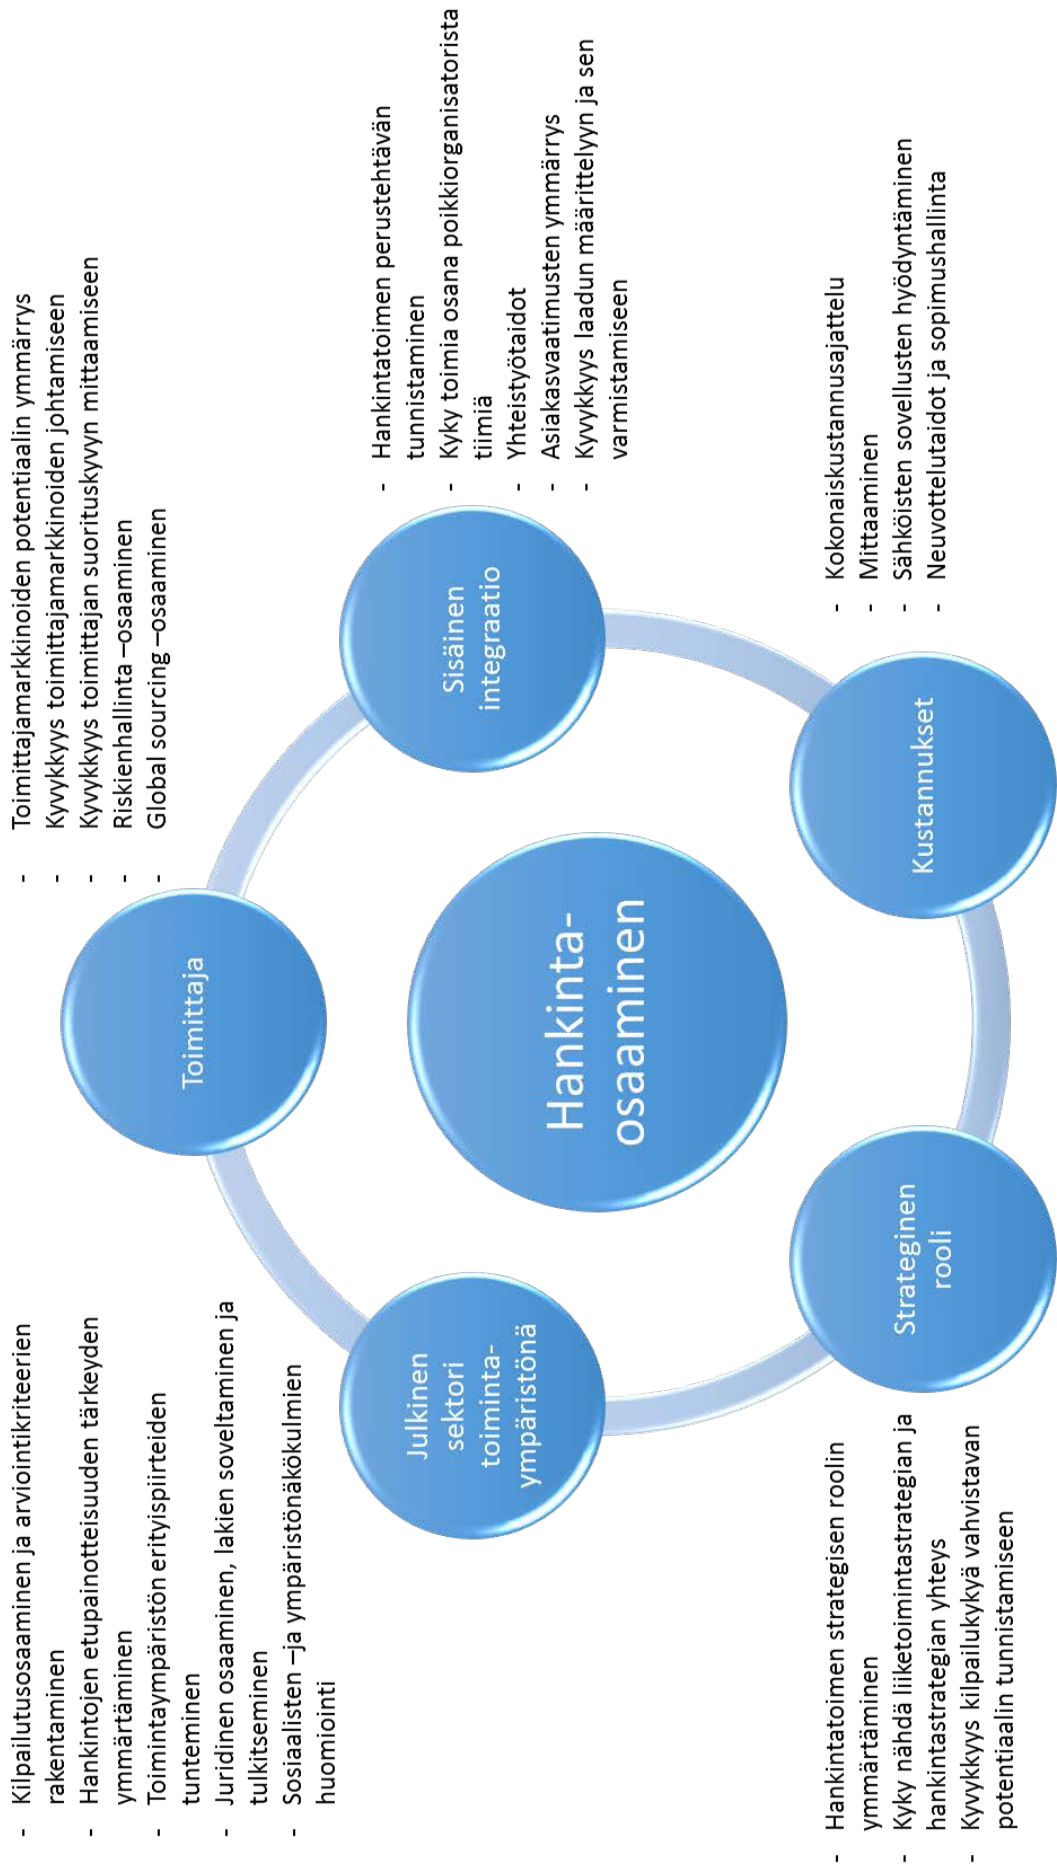 - Kilpailutusosaaminen ja arviointikriteerien
rakentaminen
- Hankintojen etupainotteisuuden tärkeyden
ymmärtäminen
- Toimintaympäristön erityispiirteiden
tunteminen
- Juridinen osaaminen, lakien soveltaminen ja
tulkitseminen
- Sosiaalisten –ja ympäristönäkökulmien
huomiointi
- Toimittajamarkkinoiden potentiaalin ymmärrys
- Kyvykkyys toimittajamarkkinoiden johtamiseen
- Kyvykkyys toimittajan suorituskyvyn mittaamiseen
- Riskienhallinta –osaaminen
- Global sourcing –osaaminen
Toimittaja
Julkinen
sektori
toiminta-
ympäristönä
Sisäinen
integraatio
- Hankintatoimen perustehtävän
tunnistaminen
- Kyky toimia osana poikkiorganisatorista
tiimiä
- Yhteistyötaidot
- Asiakasvaatimusten ymmärrys
- Kyvykkyys laadun määrittelyyn ja sen
varmistamiseen
Hankinta-
osaaminen
- Hankintatoimen strategisen roolin
ymmärtäminen
- Kyky nähdä liiketoimintastrategian ja
hankintastrategian yhteys
- Kyvykkyys kilpailukykyä vahvistavan
potentiaalin tunnistamiseen
Strateginen
rooli
Kustannukset
- Kokonaiskustannusajattelu
- Mittaaminen
- Sähköisten sovellusten hyödyntäminen
- Neuvottelutaidot ja sopimushallinta